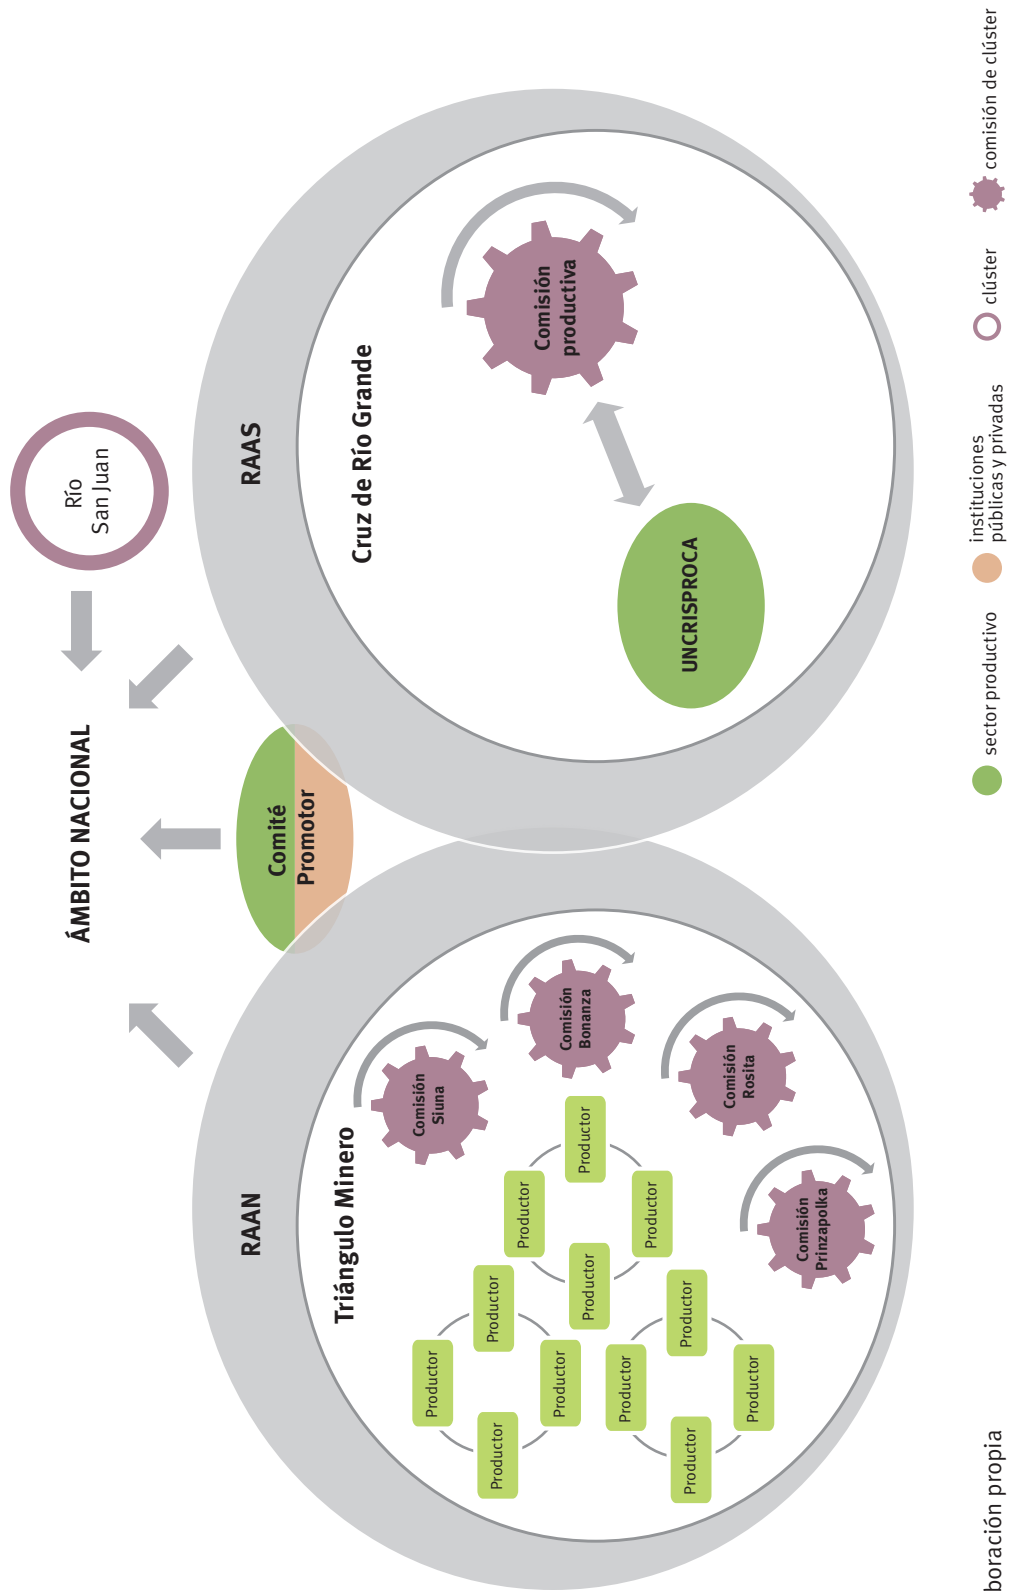 ÁMBITO NACIONAL
Río
San Juan
Comité
Promotor
RAAN
Triángulo Minero
Comisión
Siuna
Comisión
Bonanza
Comisión
Rosita
Comisión
Prinzapolka
Productor
Productor
Productor
Productor
Productor
Productor
Productor
Productor
Productor
Productor
Productor
Productor
RAAS
Cruz de Río Grande
Comisión
productiva
UNCRISPROCA
boración propia
sector productivo
instituciones
públicas y privadas
clúster
comisión de clúster